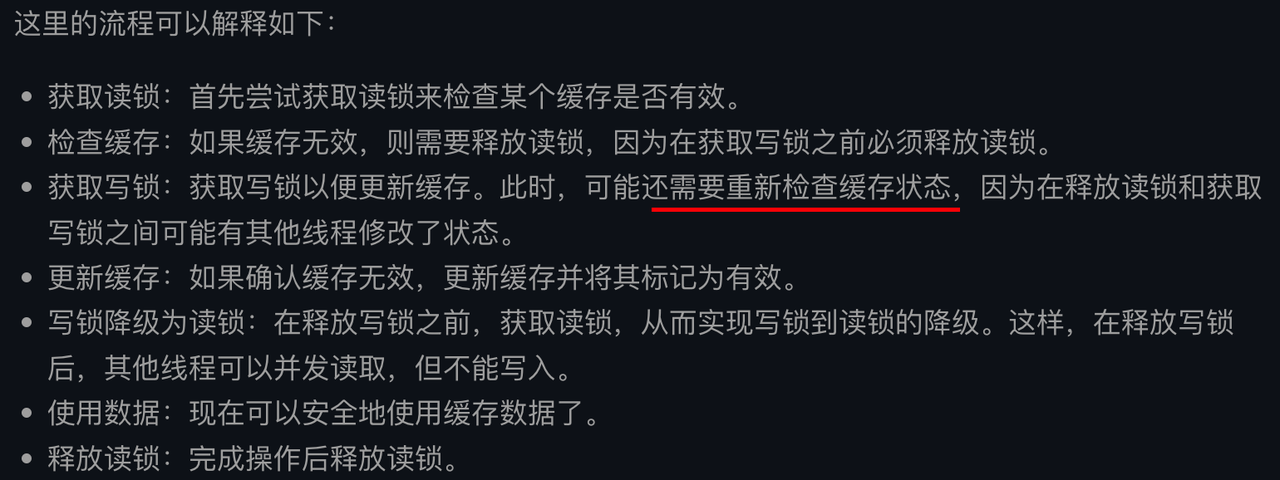 这里的流程可以解释如下：
• 获取读锁：首先尝试获取读锁来检查某个缓存是否有效。
• 检查缓存：如果缓存无效，则需要释放读锁，因为在获取写锁之前必须释放读锁。
• 获取写锁：获取写锁以便更新缓存。此时，可能还需要重新检查缓存状态，因为在释放读锁和获取
写锁之间可能有其他线程修改了状态。
• 更新缓存：如果确认缓存无效，更新缓存并将其标记为有效。
• 写锁降级为读锁：在释放写锁之前，获取读锁，从而实现写锁到读锁的降级。这样，在释放写锁
后，其他线程可以并发读取，但不能写入。
• 使用数据：现在可以安全地使用缓存数据了。
• 释放读锁：完成操作后释放读锁。